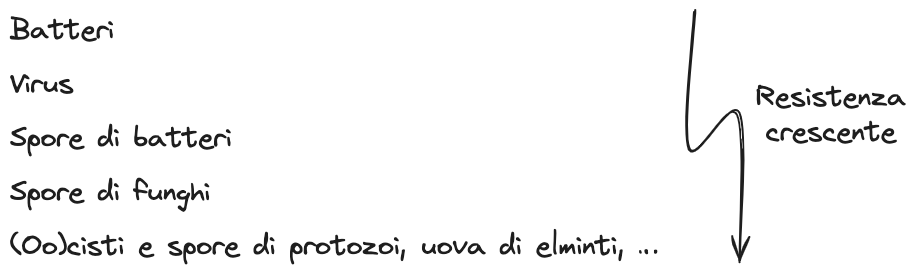 Batteri
Virus
Spore di batteri
Spore di funghi
(Oo)cisti e spore di protozoi, uova di elminti, ...
Resistenza
crescente